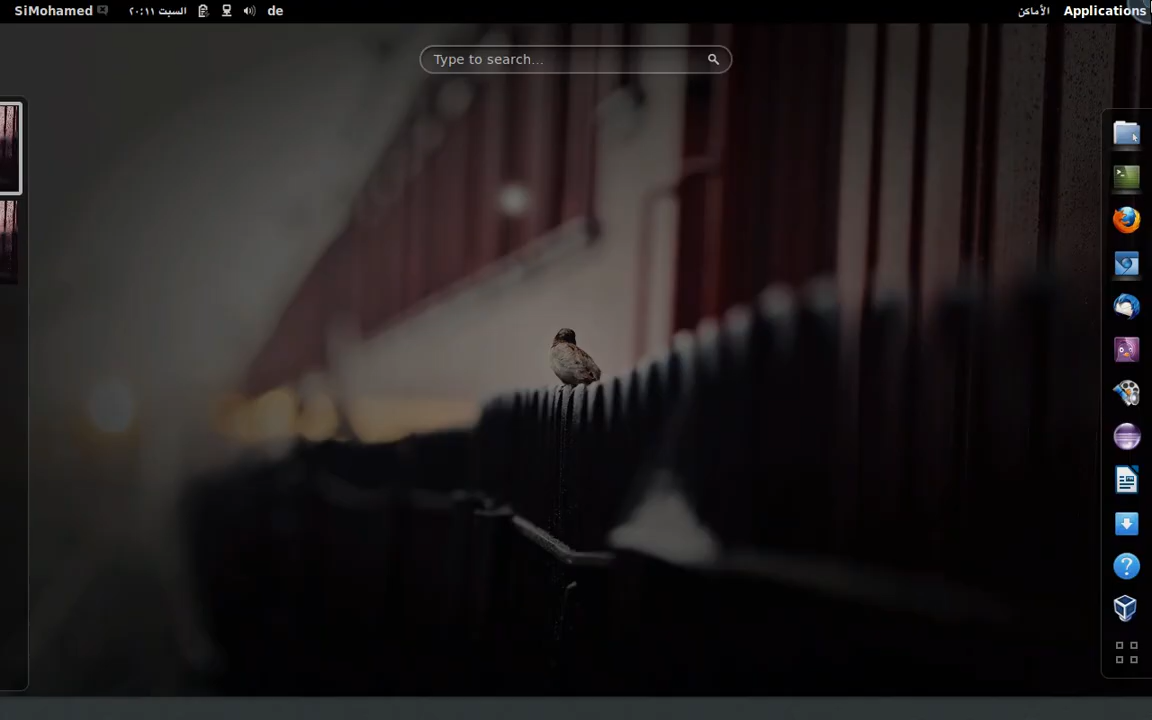 SiMohamed
السبت ٢٠:١١
de
الأماكن
Applications
Type to search...